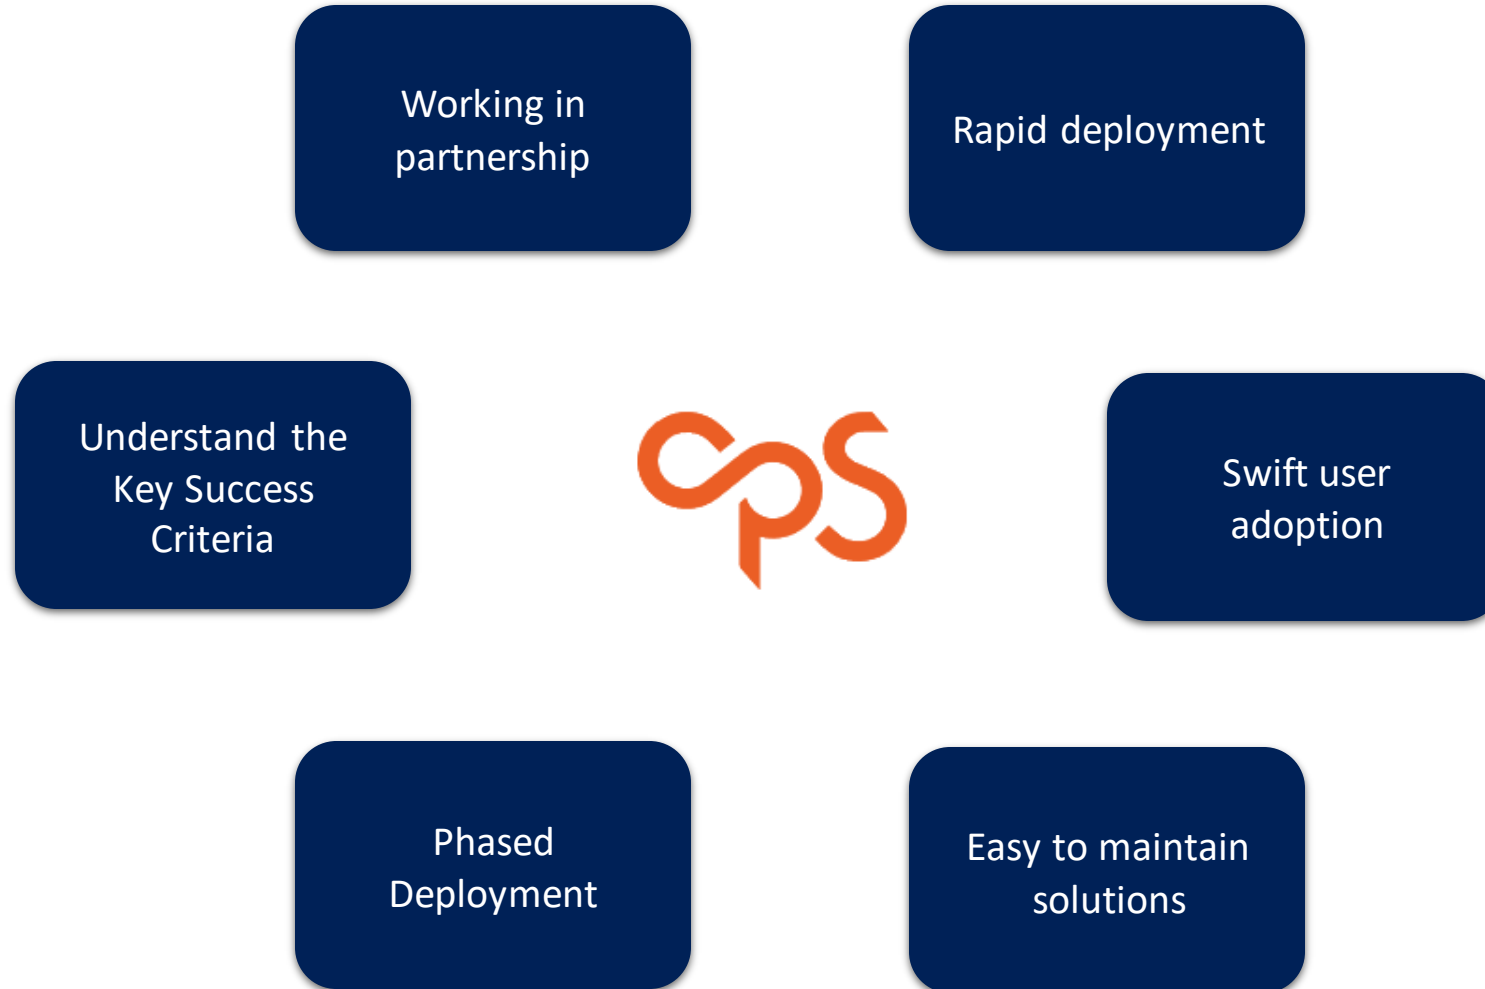 Working in
partnership
Rapid deployment
Understand the
Key Success
Criteria
cps
Swift user
adoption
Phased
Deployment
Easy to maintain
solutions